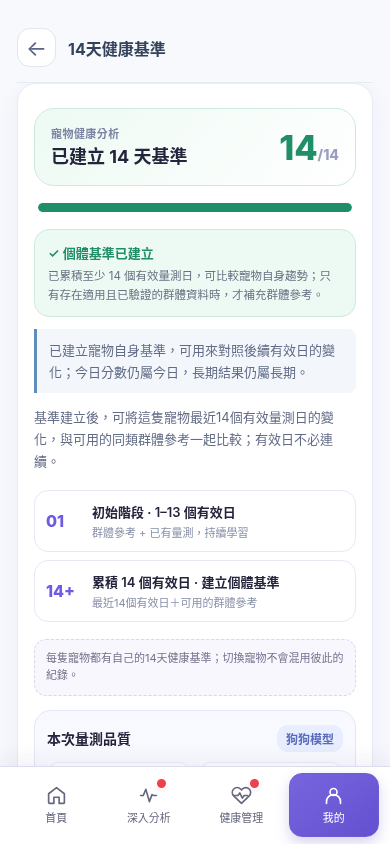 14天健康基準
寵物健康分析
已建立 14 天基準
14/14
✓ 個體基準已建立
已累積至少 14 個有效量測日，可比較寵物自身趨勢；只
有存在適用且已驗證的群體資料時，才補充群體參考。
已建立寵物自身基準，可用來對照後續有效日的變
化；今日分數仍屬今日，長期結果仍屬長期。
基準建立後，可將這隻寵物最近14個有效量測日的變
化，與可用的同類群體參考一起比較；有效日不必連
續。
01
初始階段 · 1–13 個有效日
群體參考 + 已有量測，持續學習
14+
累積 14 個有效日 · 建立個體基準
最近14個有效日＋可用的群體參考
每隻寵物都有自己的14天健康基準；切換寵物不會混用彼此的
紀錄。
本次量測品質
狗狗模型
首頁
深入分析
健康管理
我的